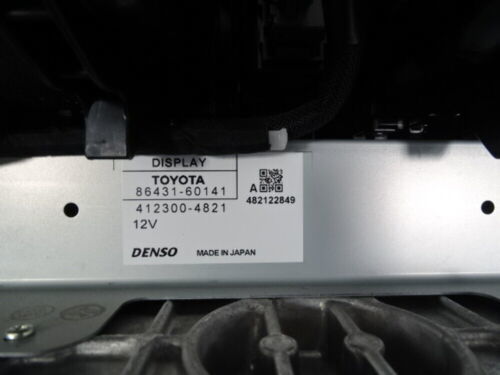 DISPLAY
TOYOTA
86431-60141
412300-4821
12V
A
482122849
DENSO MADE IN JAPAN